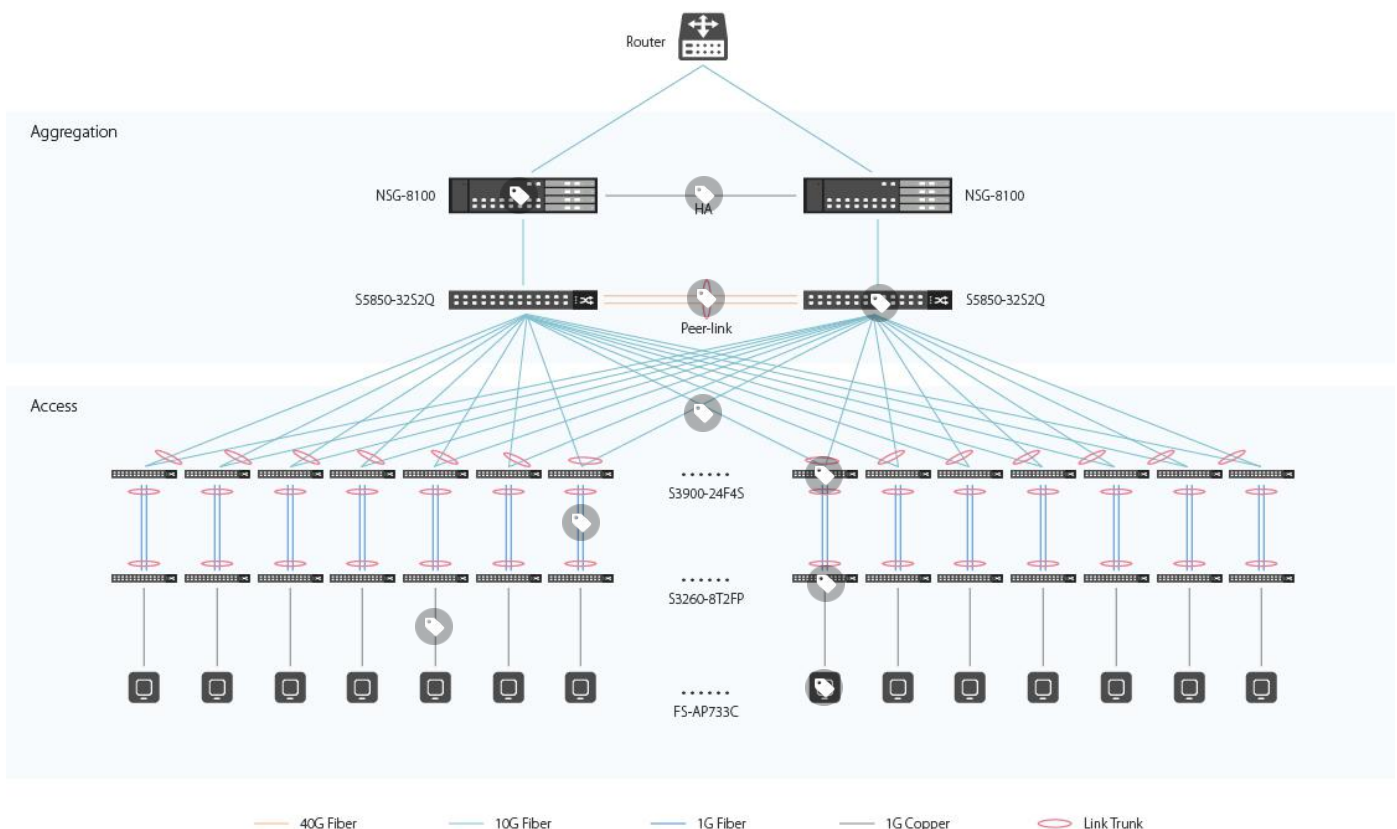 Router
Aggregation
NSG-8100
HA
NSG-8100
S5850-32S2Q
Peer-link
S5850-32S2Q
Access
......
S3900-24F4S
......
S3260-8T2FP
......
FS-AP733C
40G Fiber
10G Fiber
1G Fiber
1G Copper
Link Trunk